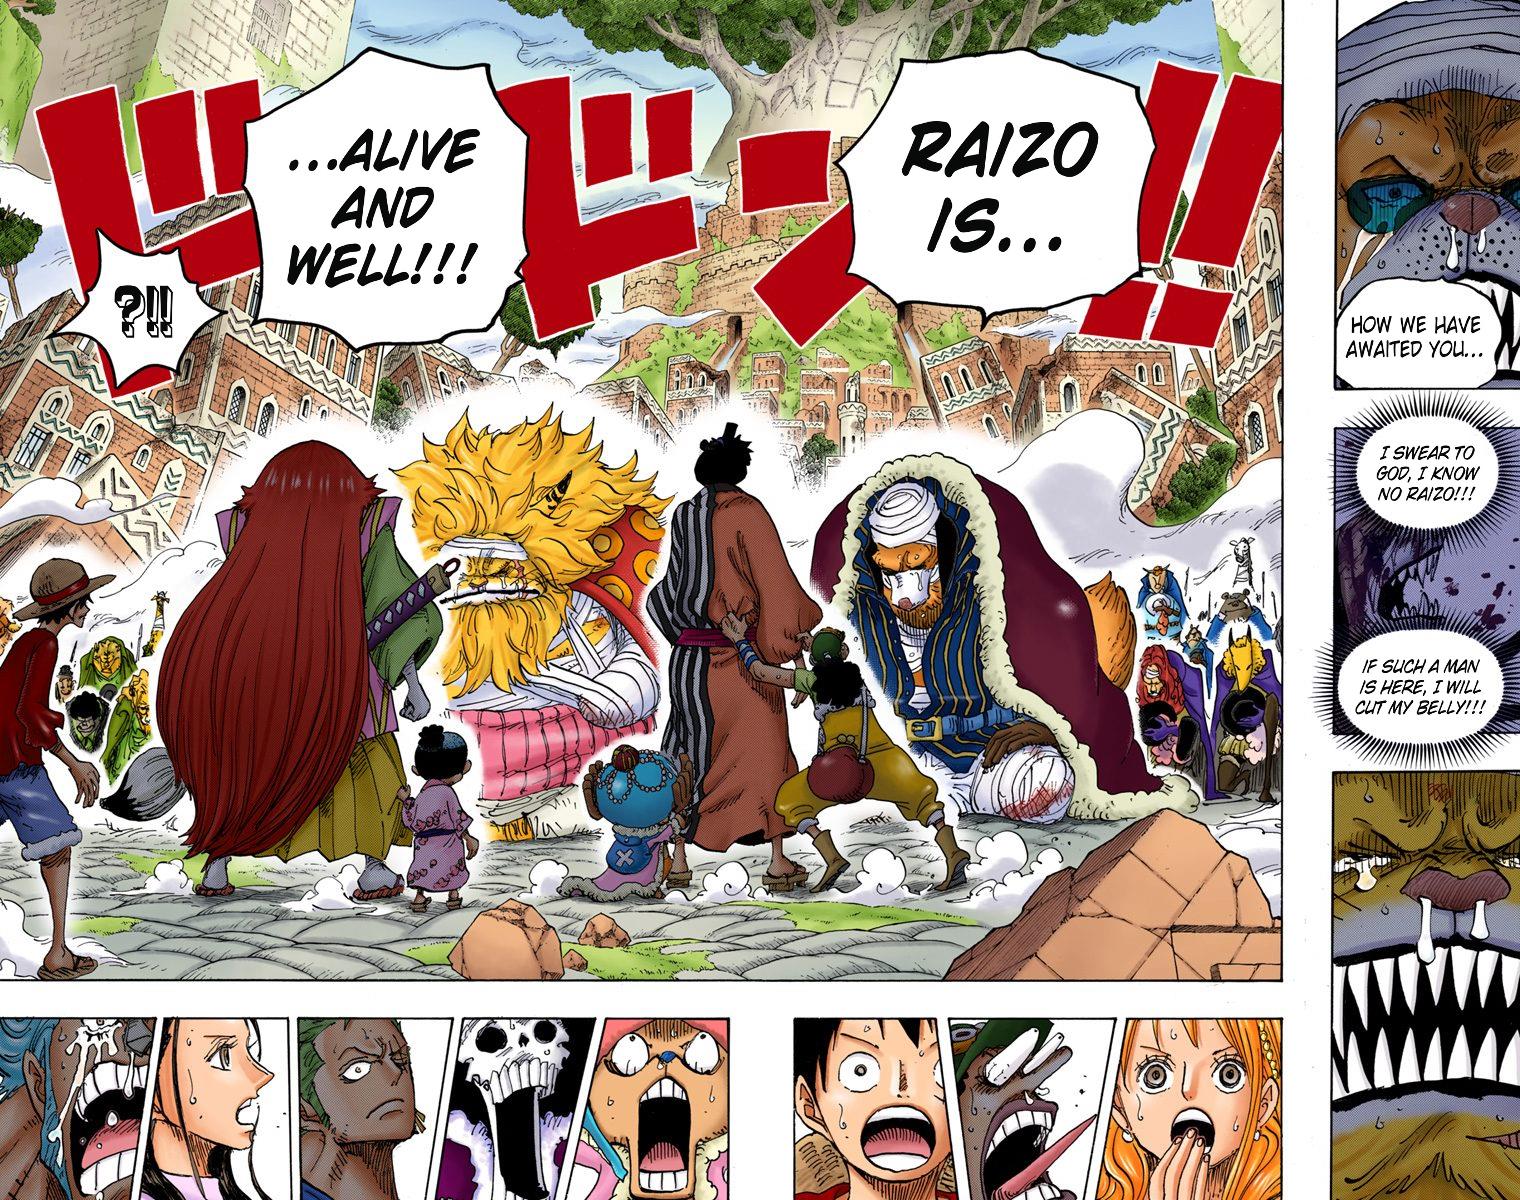 HOW WE HAVE
AWAITED YOU...
I SWEAR TO
GOD, I KNOW
NO RAIZO!!!
IF SUCH A MAN
IS HERE, I WILL
CUT MY BELLY!!!
RAIZO
IS...
...ALIVE
AND
WELL!!!
?!!
ドドン!!